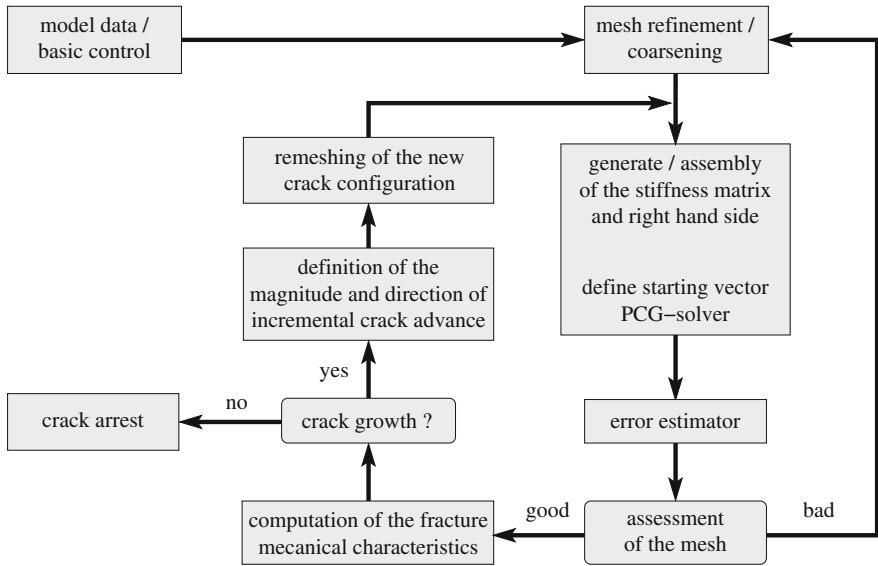 model data /
basic control
mesh refinement /
coarsening
remeshing of the new
crack configuration
generate / assembly
of the stiffness matrix
and right hand side
define starting vector
PCG−solver
definition of the
magnitude and direction of
incremental crack advance
yes
crack arrest
no
crack growth ?
error estimator
computation of the fracture
mecanical characteristics
good
assessment
of the mesh
bad